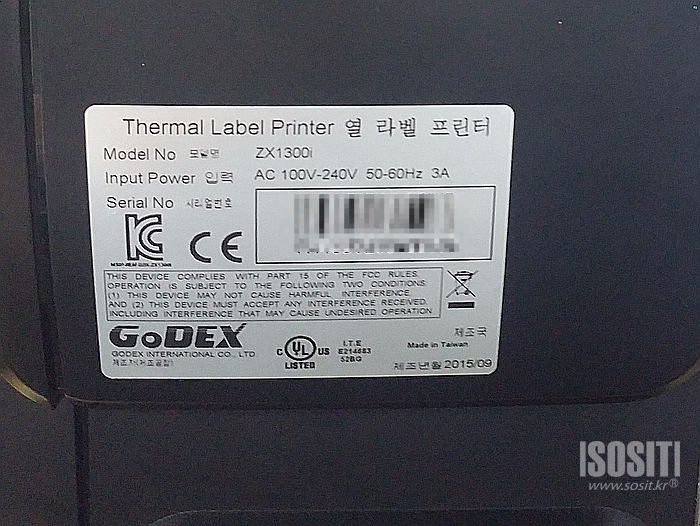 Thermal Label Printer 열 라벨 프린터
Model No 모델명 ZX1300i
Input Power 입력 AC 100V-240V 50-60Hz 3A
Serial No 시리얼번호
CE
THIS DEVICE COMPLIES WITH PART 15 OF THE FCC RULES.
OPERATION IS SUBJECT TO THE FOLLOWING TWO CONDITIONS:
(1) THIS DEVICE MAY NOT CAUSE HARMFUL INTERFERENCE
AND (2) THIS DEVICE MUST ACCEPT ANY INTERFERENCE RECEIVED,
INCLUDING INTERFERENCE THAT MAY CAUSE UNDESIRED OPERATION.
GoDEX
GODEX INTERNATIONAL CO., LTD.
C UL US
LISTED
I.T.E
E214683
52BG
제조국
Made in Taiwan
제조년월 2015/09
ISOSITI
www.sosit.kr®